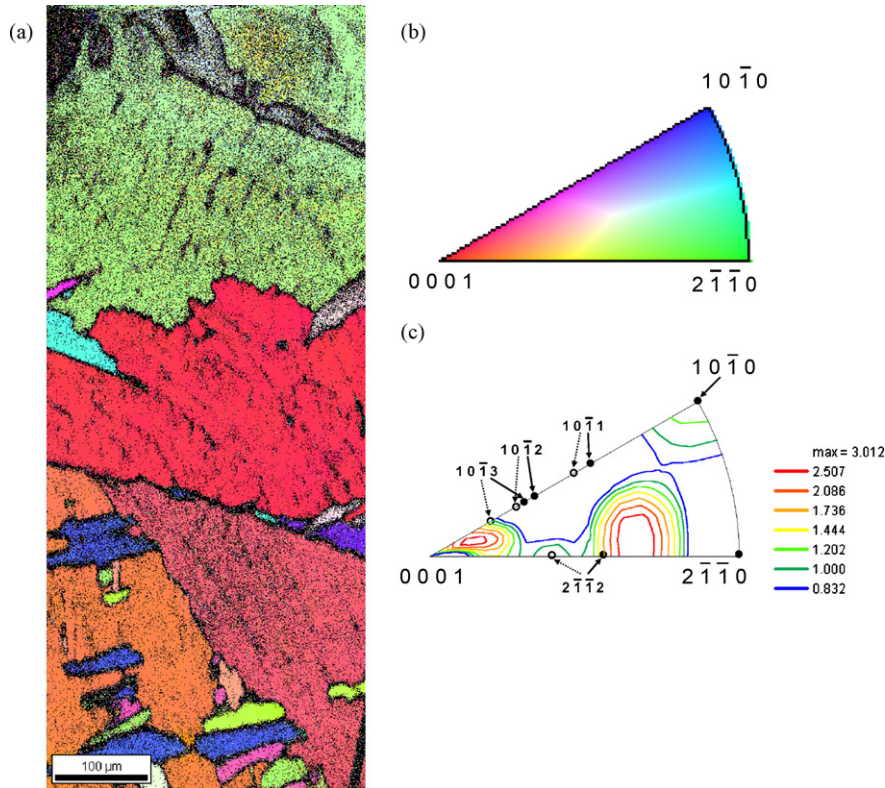 (a)
100 µm
(b)
1 0 1̅ 0
0 0 0 1
2 1̅ 1̅ 0
(c)
1 0 1̅ 0
1 0 1̅ 1
1 0 1̅ 2
1 0 1̅ 3
0 0 0 1
2 1̅ 1̅ 2
2 1̅ 1̅ 0
max = 3.012
2.507
2.086
1.736
1.444
1.202
1.000
0.832